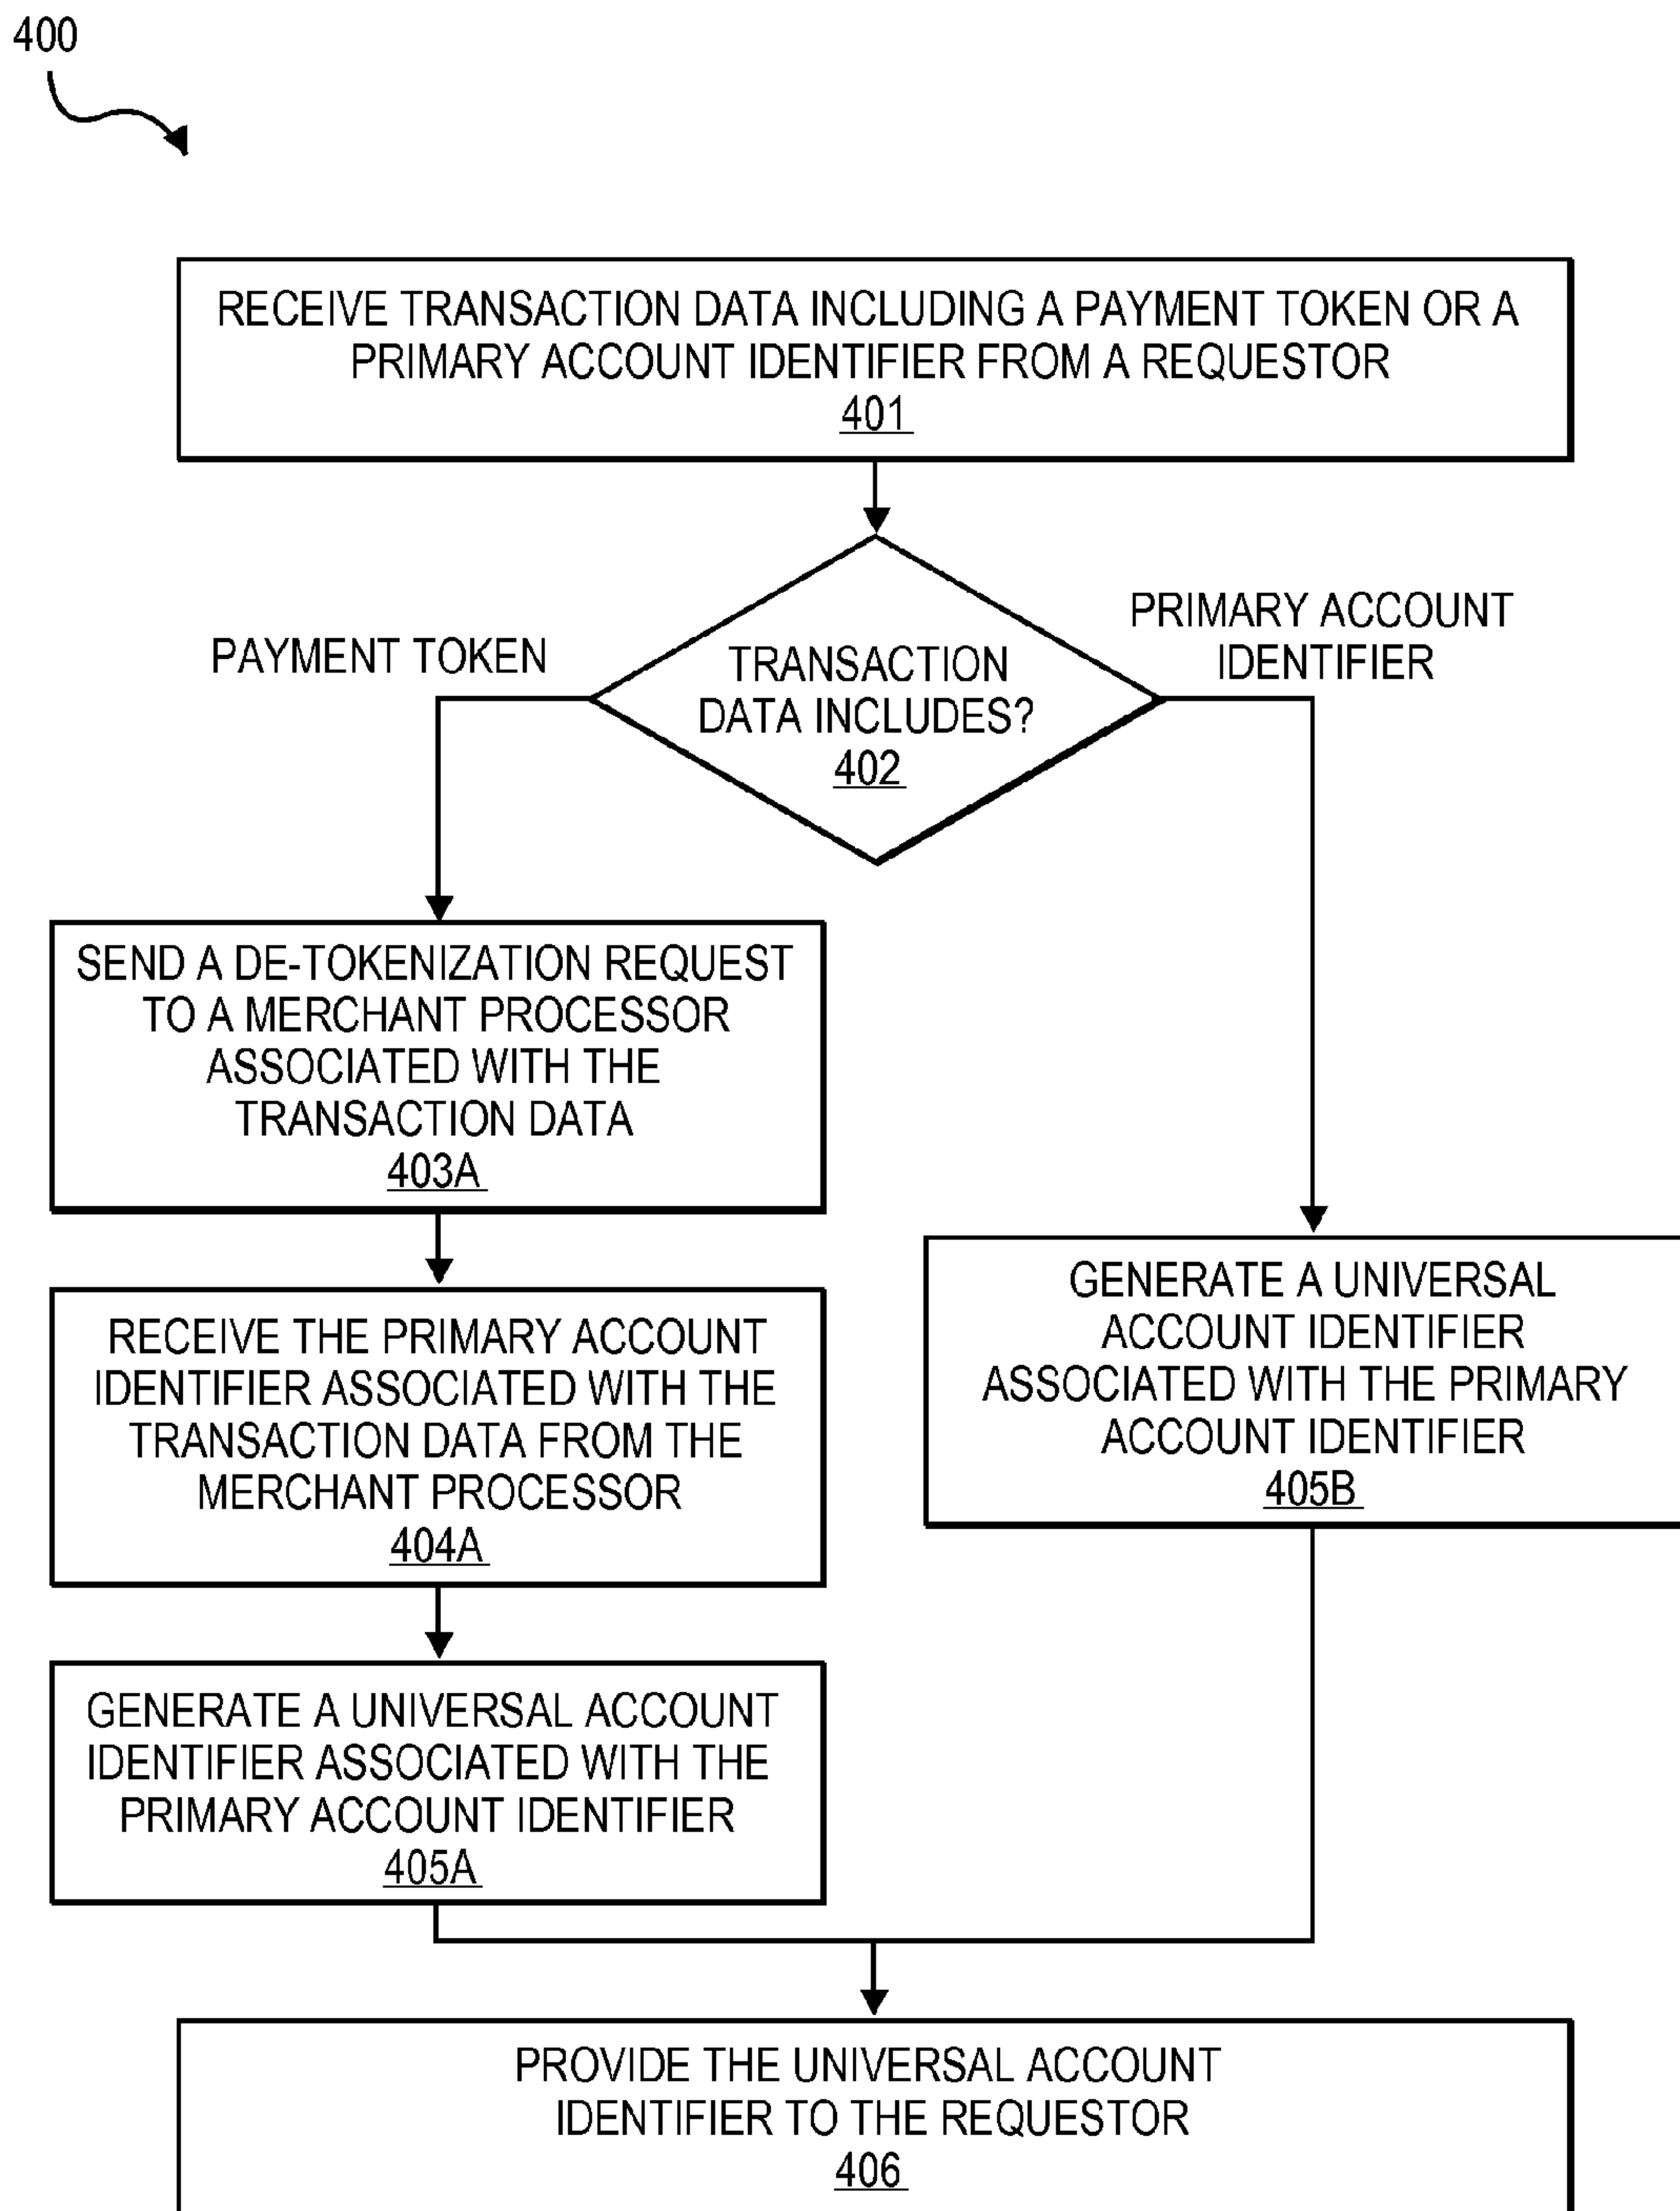 400
RECEIVE TRANSACTION DATA INCLUDING A PAYMENT TOKEN OR A
PRIMARY ACCOUNT IDENTIFIER FROM A REQUESTOR
401
PAYMENT TOKEN
TRANSACTION
DATA INCLUDES?
402
PRIMARY ACCOUNT
IDENTIFIER
SEND A DE-TOKENIZATION REQUEST
TO A MERCHANT PROCESSOR
ASSOCIATED WITH THE
TRANSACTION DATA
403A
RECEIVE THE PRIMARY ACCOUNT
IDENTIFIER ASSOCIATED WITH THE
TRANSACTION DATA FROM THE
MERCHANT PROCESSOR
404A
GENERATE A UNIVERSAL
ACCOUNT IDENTIFIER
ASSOCIATED WITH THE PRIMARY
ACCOUNT IDENTIFIER
405B
GENERATE A UNIVERSAL ACCOUNT
IDENTIFIER ASSOCIATED WITH THE
PRIMARY ACCOUNT IDENTIFIER
405A
PROVIDE THE UNIVERSAL ACCOUNT
IDENTIFIER TO THE REQUESTOR
406